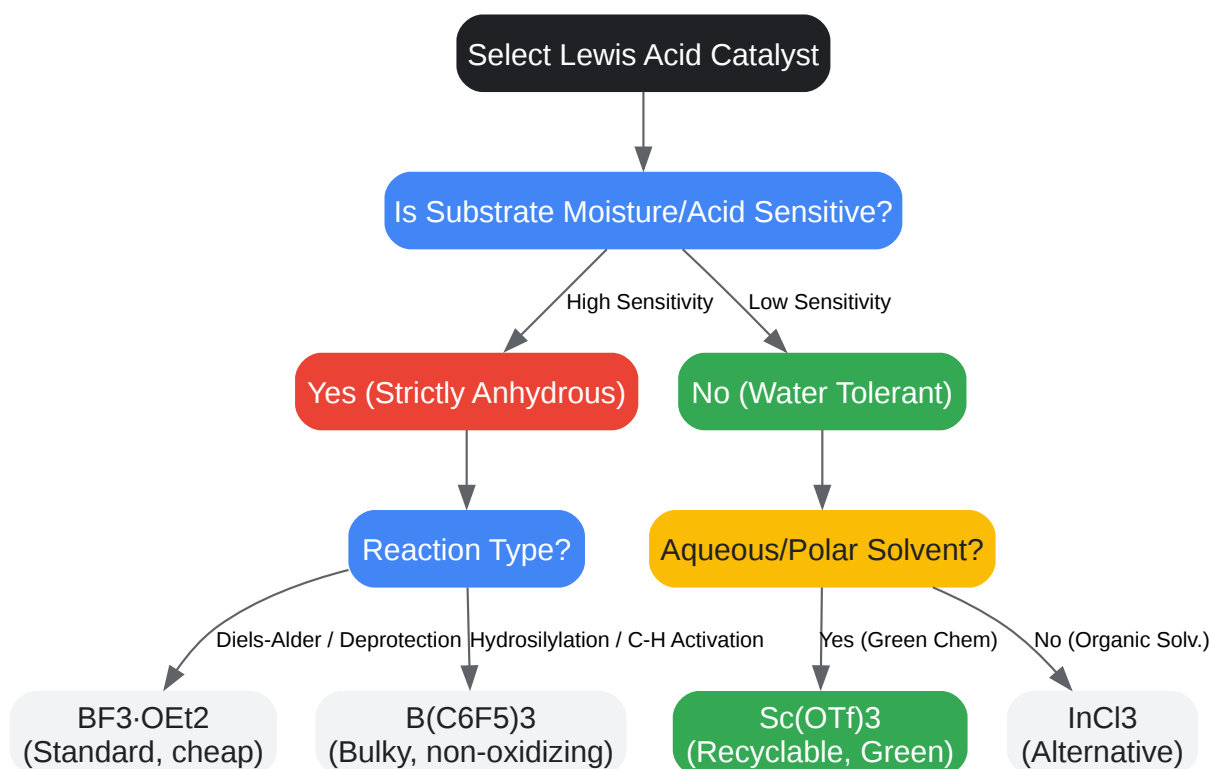 Select Lewis Acid Catalyst
Is Substrate Moisture/Acid Sensitive?
High Sensitivity
Low Sensitivity
Yes (Strictly Anhydrous)
No (Water Tolerant)
Reaction Type?
Aqueous/Polar Solvent?
Diels-Alder / Deprotection
Hydrosilylation / C-H Activation
Yes (Green Chem)
No (Organic Solv.)
BF3·OEt2
(Standard, cheap)
B(C6F5)3
(Bulky, non-oxidizing)
Sc(OTf)3
(Recyclable, Green)
InCl3
(Alternative)